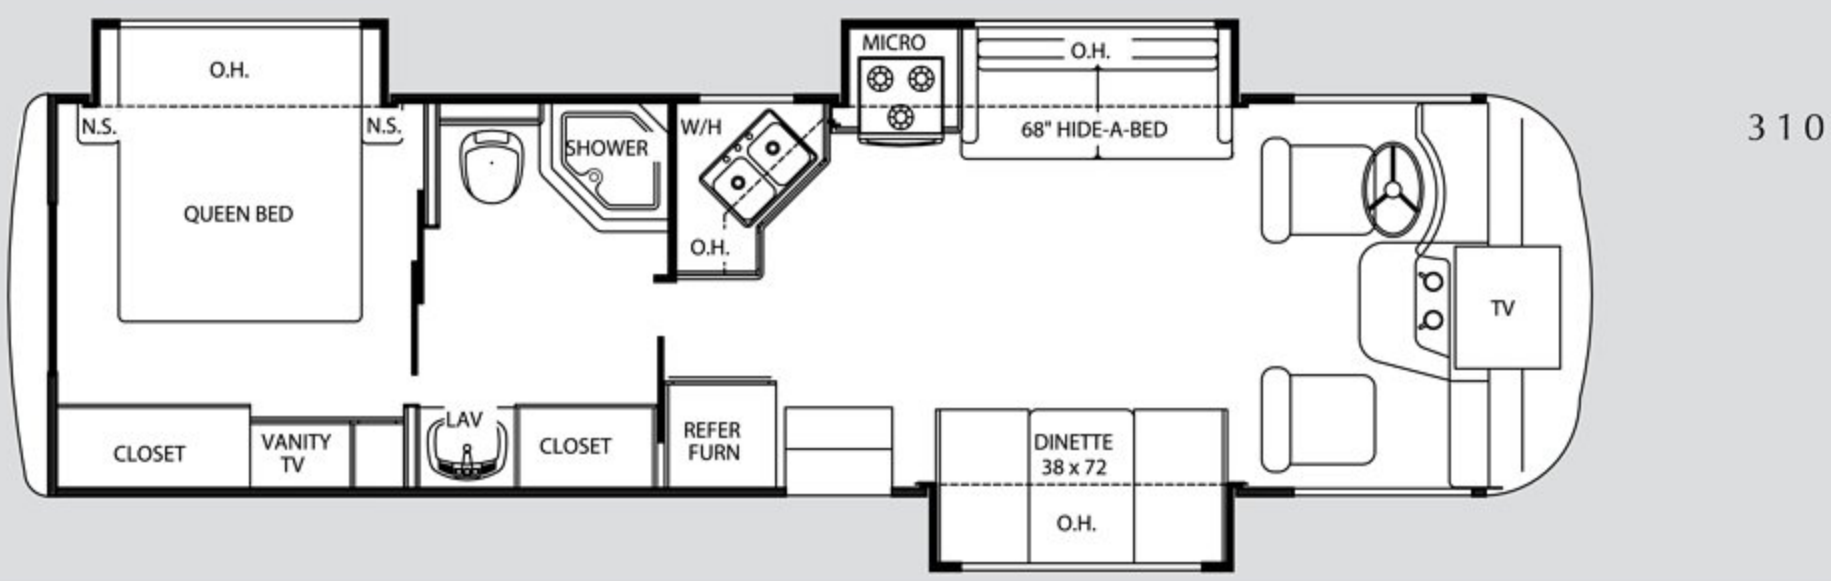 O.H.
N.S.
N.S.
QUEEN BED
CLOSET
VANITY
TV
SHOWER
LAV
CLOSET
W/H
O.H.
REFER
FURN
MICRO
O.H.
68" HIDE-A-BED
DINETTE
38 x 72
O.H.
TV
310